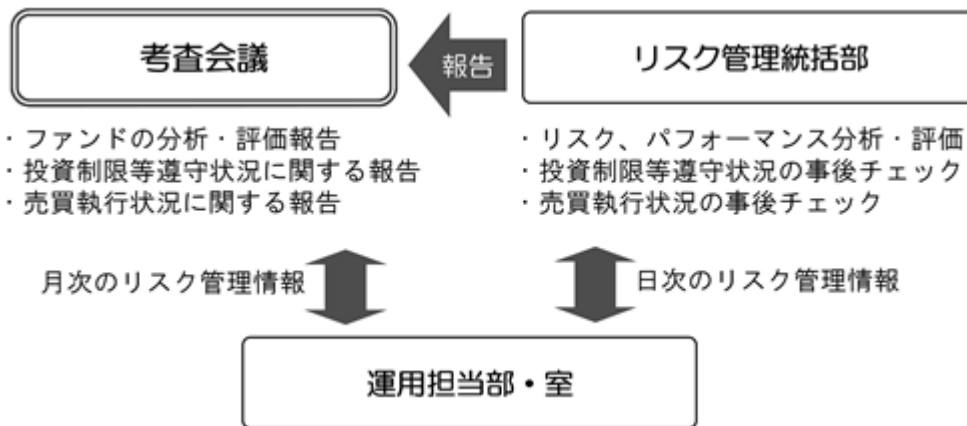 考査会議
報告
リスク管理統括部
・ファンドの分析・評価報告
・投資制限等遵守状況に関する報告
・売買執行状況に関する報告
・リスク、パフォーマンス分析・評価
・投資制限等遵守状況の事後チェック
・売買執行状況の事後チェック
月次のリスク管理情報
日次のリスク管理情報
運用担当部・室